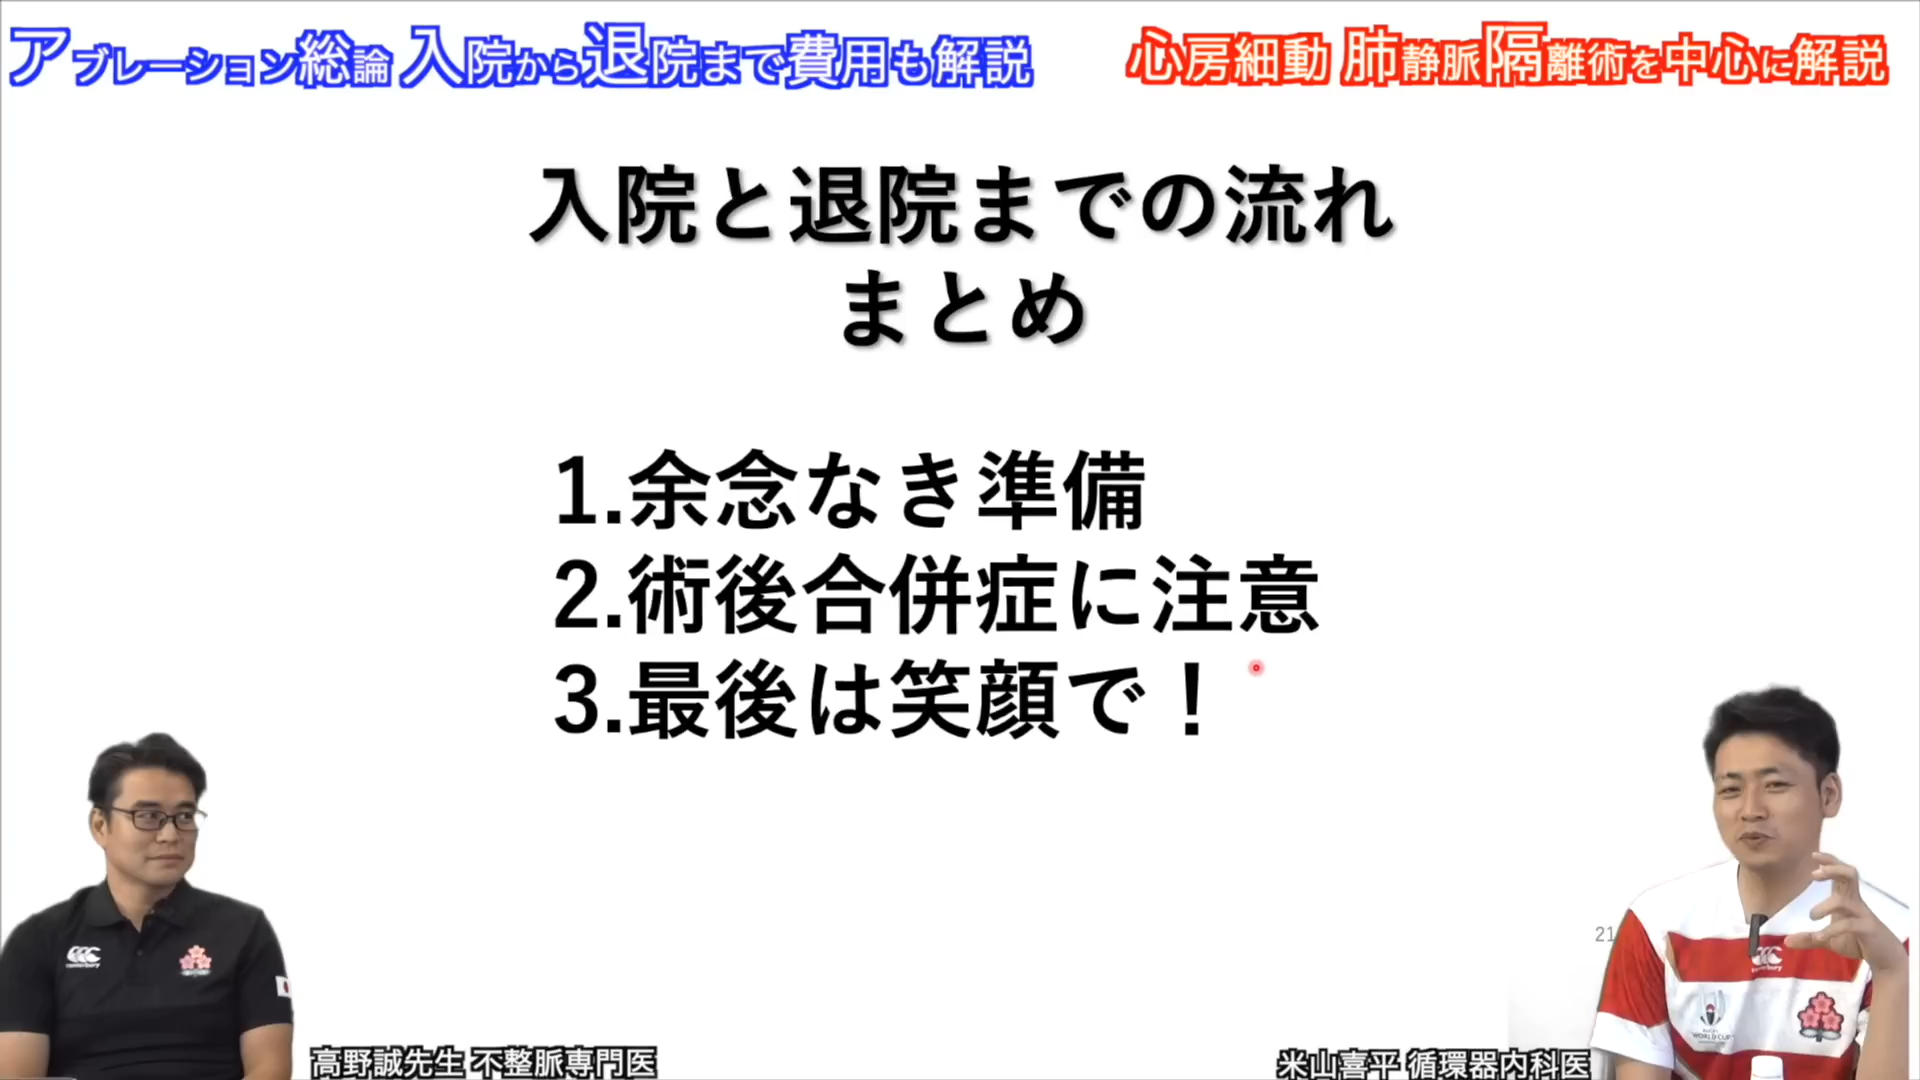 アブレーション総論 入院から退院まで費用も解説
心房細動 肺静脈隔離術を中心に解説
入院と退院までの流れ
まとめ
1.余念なき準備
2.術後合併症に注意
3.最後は笑顔で！
21
canterbury
canterbury
WORLD CUP
高野誠先生 不整脈専門医
米山喜平 循環器内科医